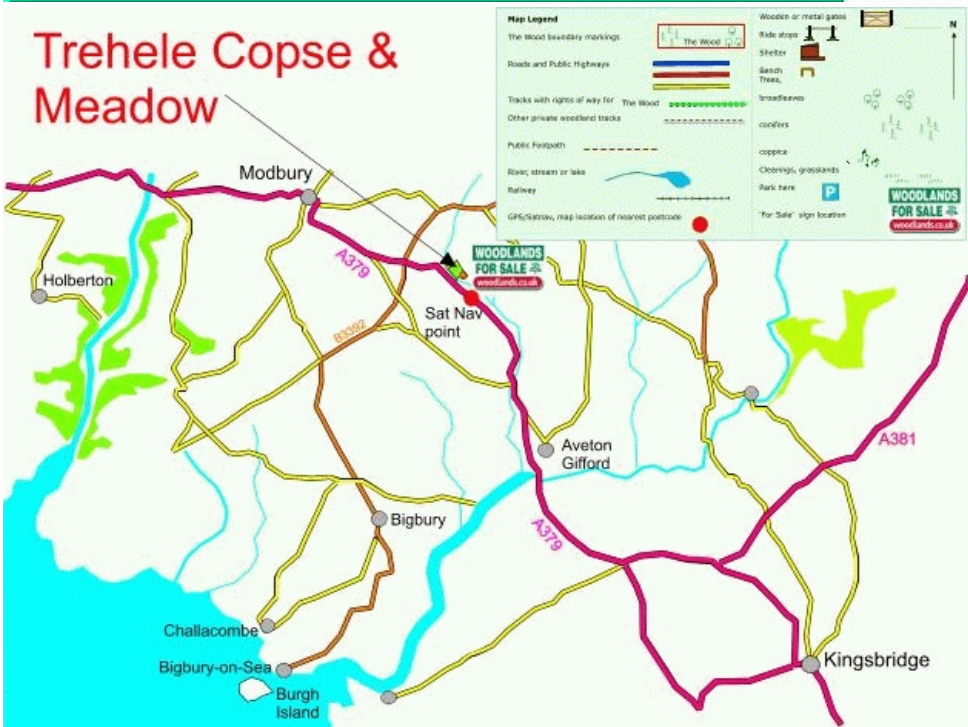 Trehele Copse &
Meadow
Map Legend
The Wood boundary markings
The Wood
Roads and Public Highways
Tracks with rights of way for The Wood
Other private woodland tracks
Public Footpath
River, stream or lake
Railway
GPS/Satnav, map location of nearest postcode
Wooden or metal gates
Ride stops
Shelter
Bench
Trees,
broadleaves
conifers
coppice
Clearings, grasslands
Park here
P
'For Sale' sign location
N
WOODLANDS
FOR SALE
woodlands.co.uk
Modbury
A379
WOODLANDS
FOR SALE
woodlands.co.uk
Holberton
Sat Nav
point
B3392
Aveton
Gifford
A381
Bigbury
A379
Challacombe
Bigbury-on-Sea
Burgh
Island
Kingsbridge